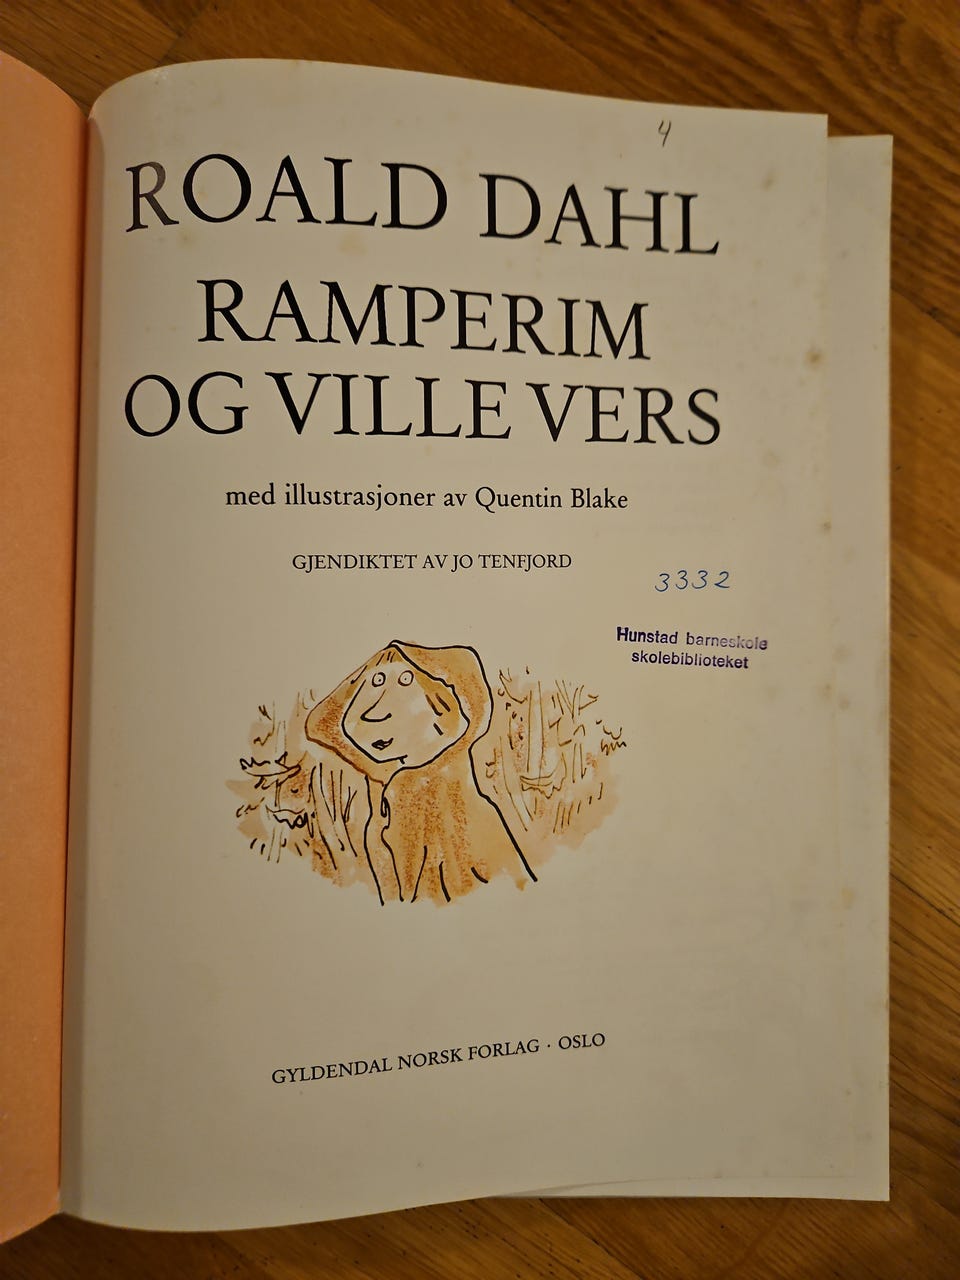 4
ROALD DAHL
RAMPERIM
OG VILLE VERS
med illustrasjoner av Quentin Blake
GJENDIKTET AV JO TENFJORD
3332
Hunstad barneskole
skolebiblioteket
GYLDENDAL NORSK FORLAG · OSLO